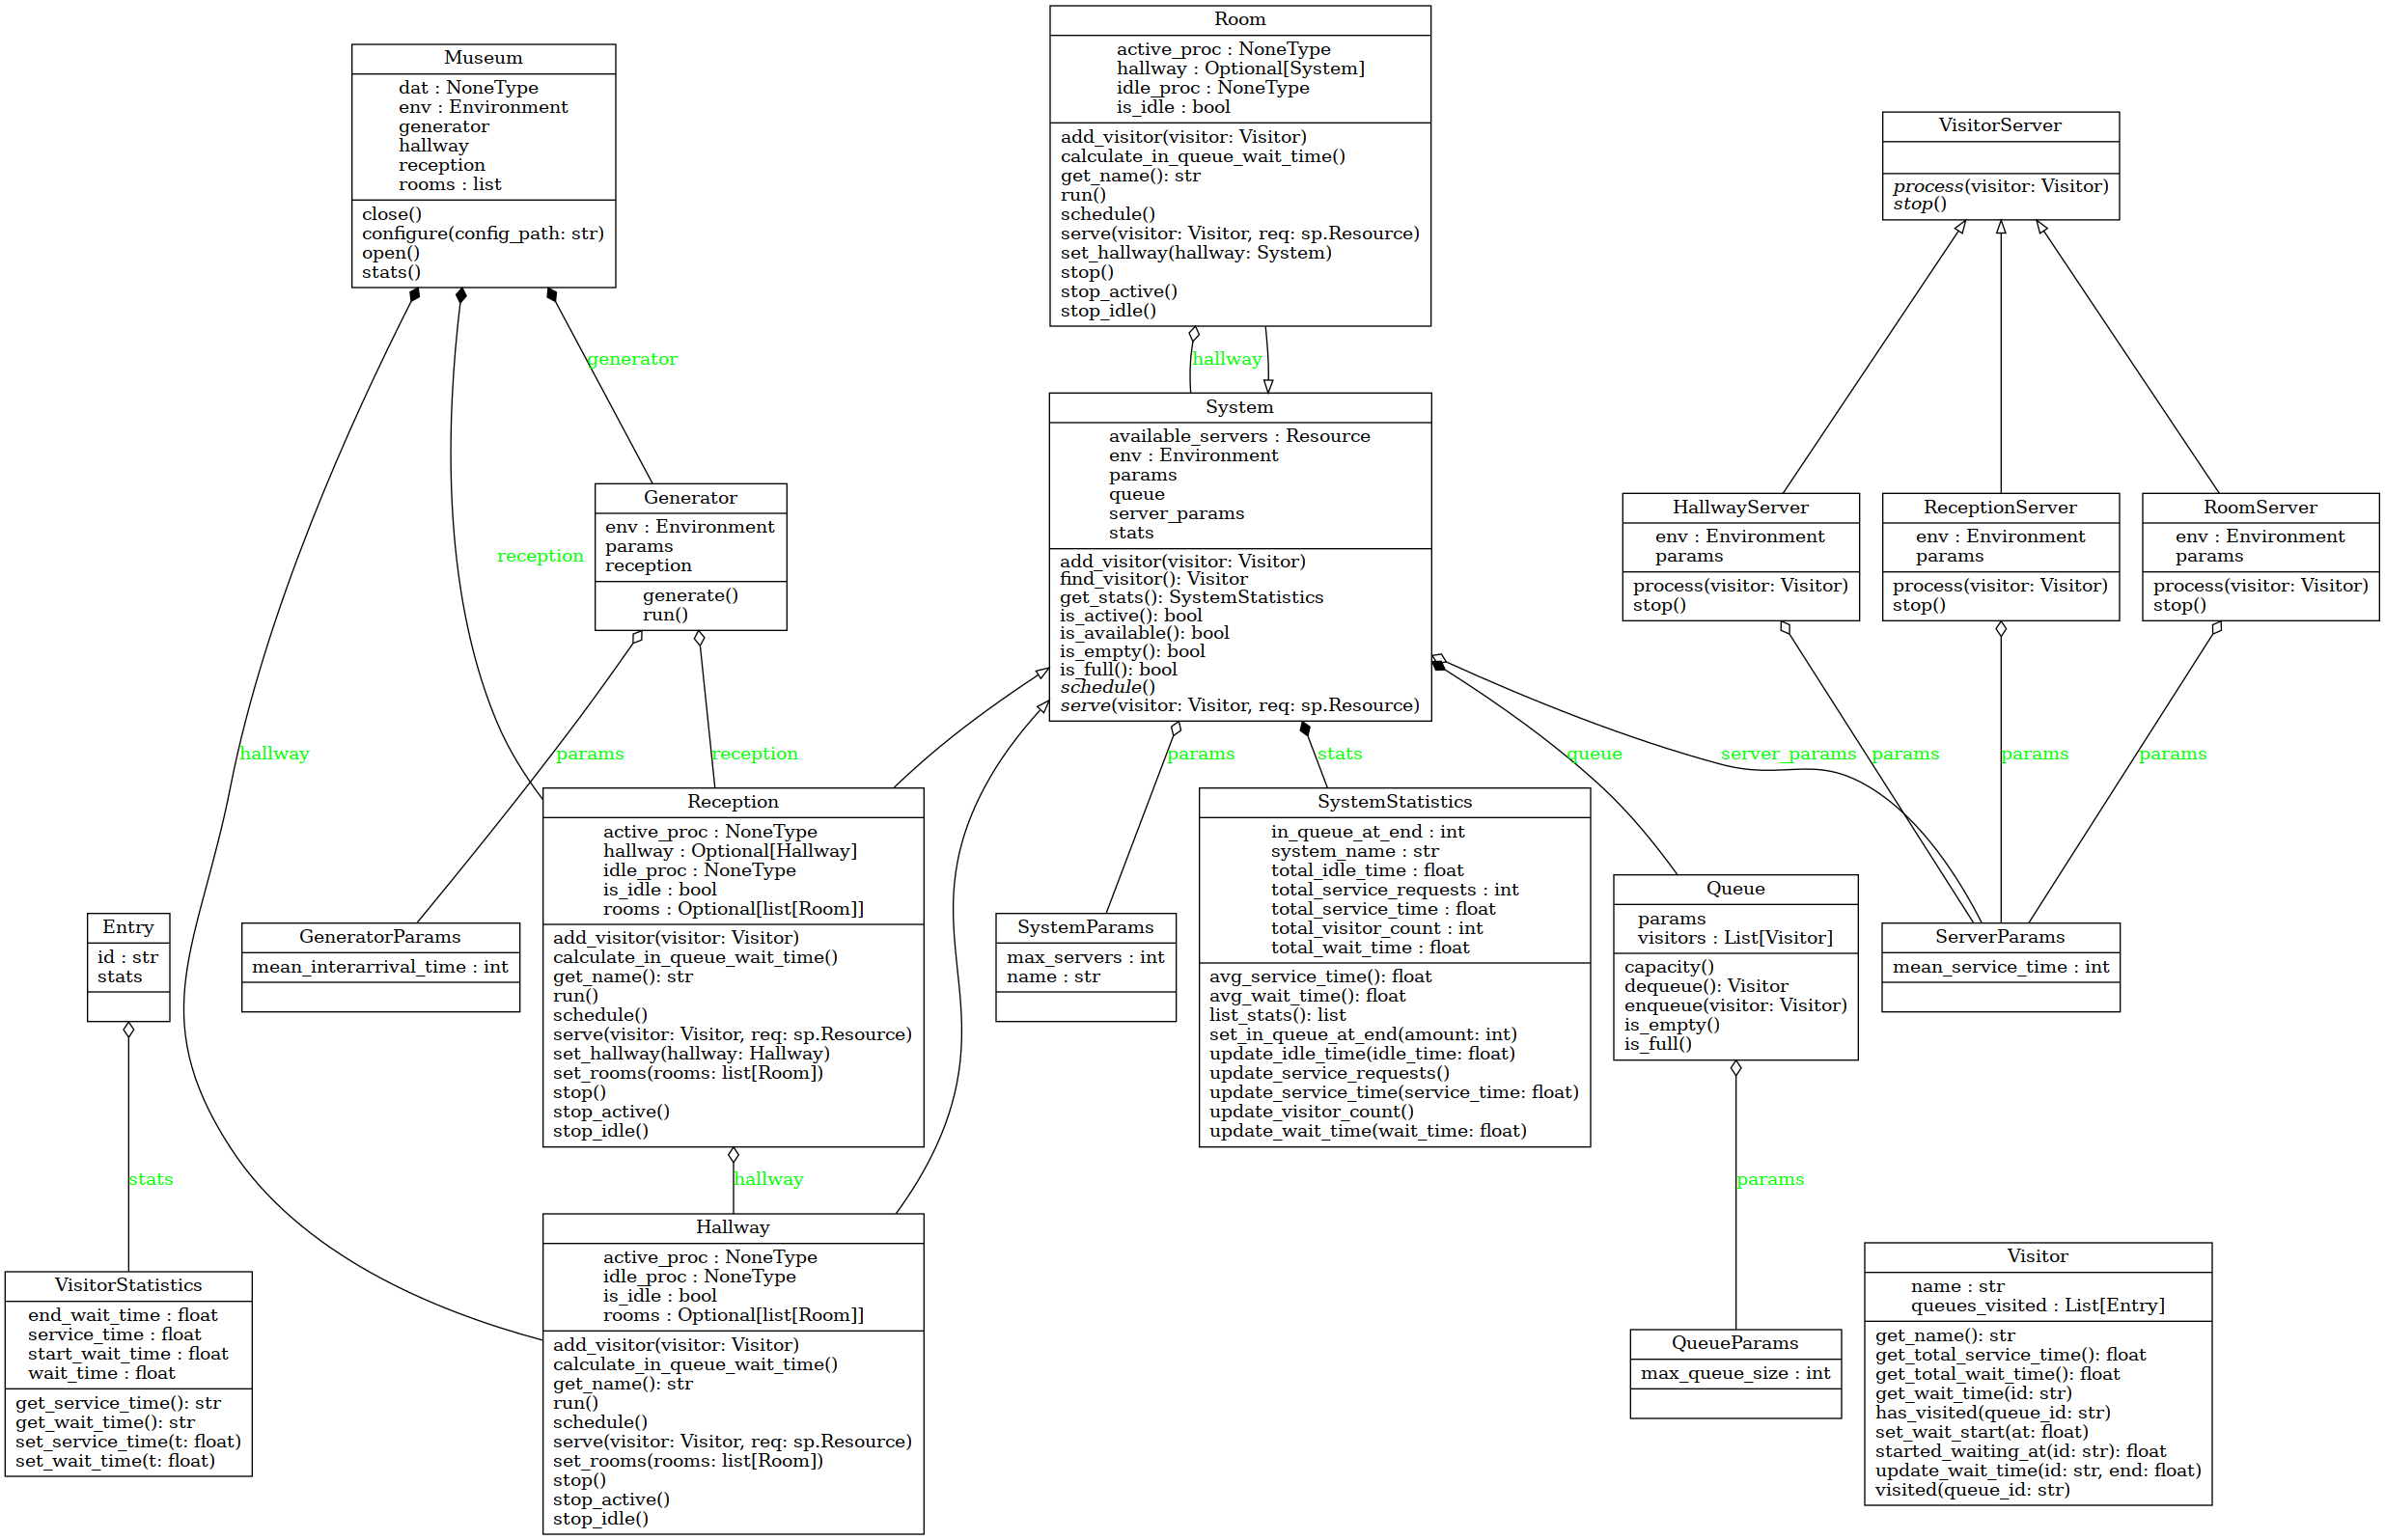 Room
active_proc : NoneType
hallway : Optional[System]
idle_proc : NoneType
is_idle : bool
add_visitor(visitor: Visitor)
calculate_in_queue_wait_time()
get_name(): str
run()
schedule()
serve(visitor: Visitor, req: sp.Resource)
set_hallway(hallway: System)
stop()
stop_active()
stop_idle()
Museum
dat : NoneType
env : Environment
generator
hallway
reception
rooms : list
close()
configure(config_path: str)
open()
stats()
VisitorServer
process(visitor: Visitor)
stop()
generator
hallway
System
available_servers : Resource
env : Environment
params
queue
server_params
stats
add_visitor(visitor: Visitor)
find_visitor(): Visitor
get_stats(): SystemStatistics
is_active(): bool
is_available(): bool
is_empty(): bool
is_full(): bool
schedule()
serve(visitor: Visitor, req: sp.Resource)
Generator
env : Environment
params
reception
generate()
run()
HallwayServer
env : Environment
params
process(visitor: Visitor)
stop()
ReceptionServer
env : Environment
params
process(visitor: Visitor)
stop()
RoomServer
env : Environment
params
process(visitor: Visitor)
stop()
reception
hallway
params
reception
params
stats
queue
server_params
params
params
params
Reception
active_proc : NoneType
hallway : Optional[Hallway]
idle_proc : NoneType
is_idle : bool
rooms : Optional[list[Room]]
add_visitor(visitor: Visitor)
calculate_in_queue_wait_time()
get_name(): str
run()
schedule()
serve(visitor: Visitor, req: sp.Resource)
set_hallway(hallway: Hallway)
set_rooms(rooms: list[Room])
stop()
stop_active()
stop_idle()
SystemStatistics
in_queue_at_end : int
system_name : str
total_idle_time : float
total_service_requests : int
total_service_time : float
total_visitor_count : int
total_wait_time : float
avg_service_time(): float
avg_wait_time(): float
list_stats(): list
set_in_queue_at_end(amount: int)
update_idle_time(idle_time: float)
update_service_requests()
update_service_time(service_time: float)
update_visitor_count()
update_wait_time(wait_time: float)
Queue
params
visitors : List[Visitor]
capacity()
dequeue(): Visitor
enqueue(visitor: Visitor)
is_empty()
is_full()
Entry
id : str
stats
GeneratorParams
mean_interarrival_time : int
SystemParams
max_servers : int
name : str
ServerParams
mean_service_time : int
stats
hallway
params
Hallway
active_proc : NoneType
idle_proc : NoneType
is_idle : bool
rooms : Optional[list[Room]]
add_visitor(visitor: Visitor)
calculate_in_queue_wait_time()
get_name(): str
run()
schedule()
serve(visitor: Visitor, req: sp.Resource)
set_rooms(rooms: list[Room])
stop()
stop_active()
stop_idle()
VisitorStatistics
end_wait_time : float
service_time : float
start_wait_time : float
wait_time : float
get_service_time(): str
get_wait_time(): str
set_service_time(t: float)
set_wait_time(t: float)
QueueParams
max_queue_size : int
Visitor
name : str
queues_visited : List[Entry]
get_name(): str
get_total_service_time(): float
get_total_wait_time(): float
get_wait_time(id: str)
has_visited(queue_id: str)
set_wait_start(at: float)
started_waiting_at(id: str): float
update_wait_time(id: str, end: float)
visited(queue_id: str)